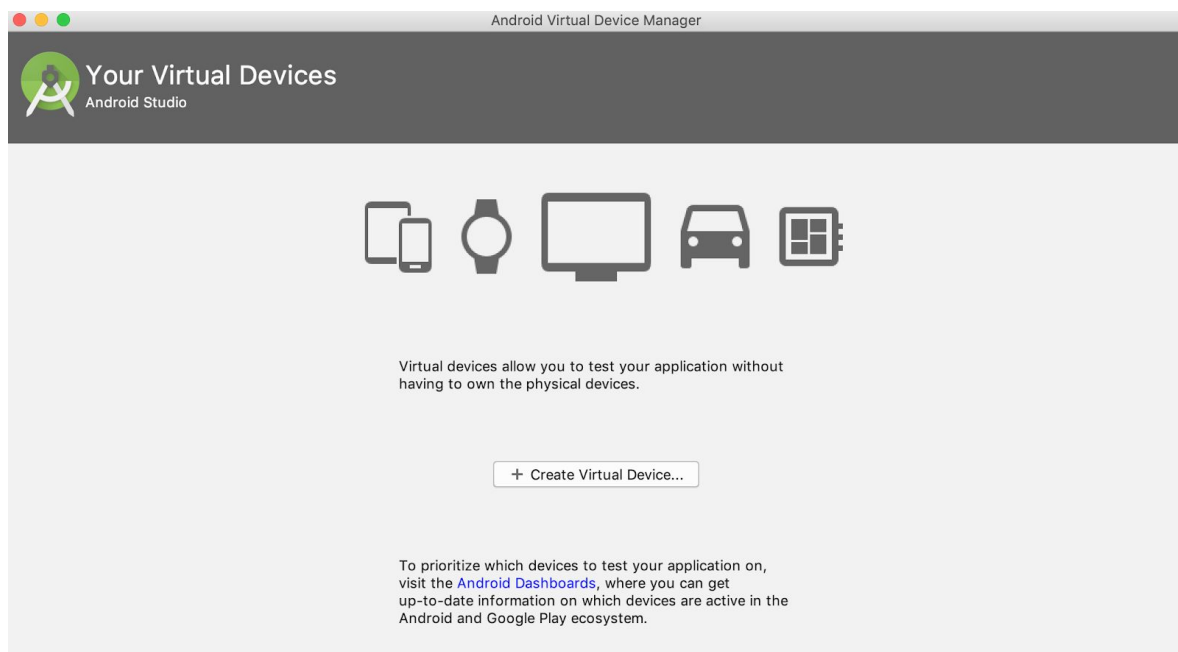 Android Virtual Device Manager
Your Virtual Devices
Android Studio
Virtual devices allow you to test your application without
having to own the physical devices.
+ Create Virtual Device...
To prioritize which devices to test your application on,
visit the Android Dashboards, where you can get
up-to-date information on which devices are active in the
Android and Google Play ecosystem.